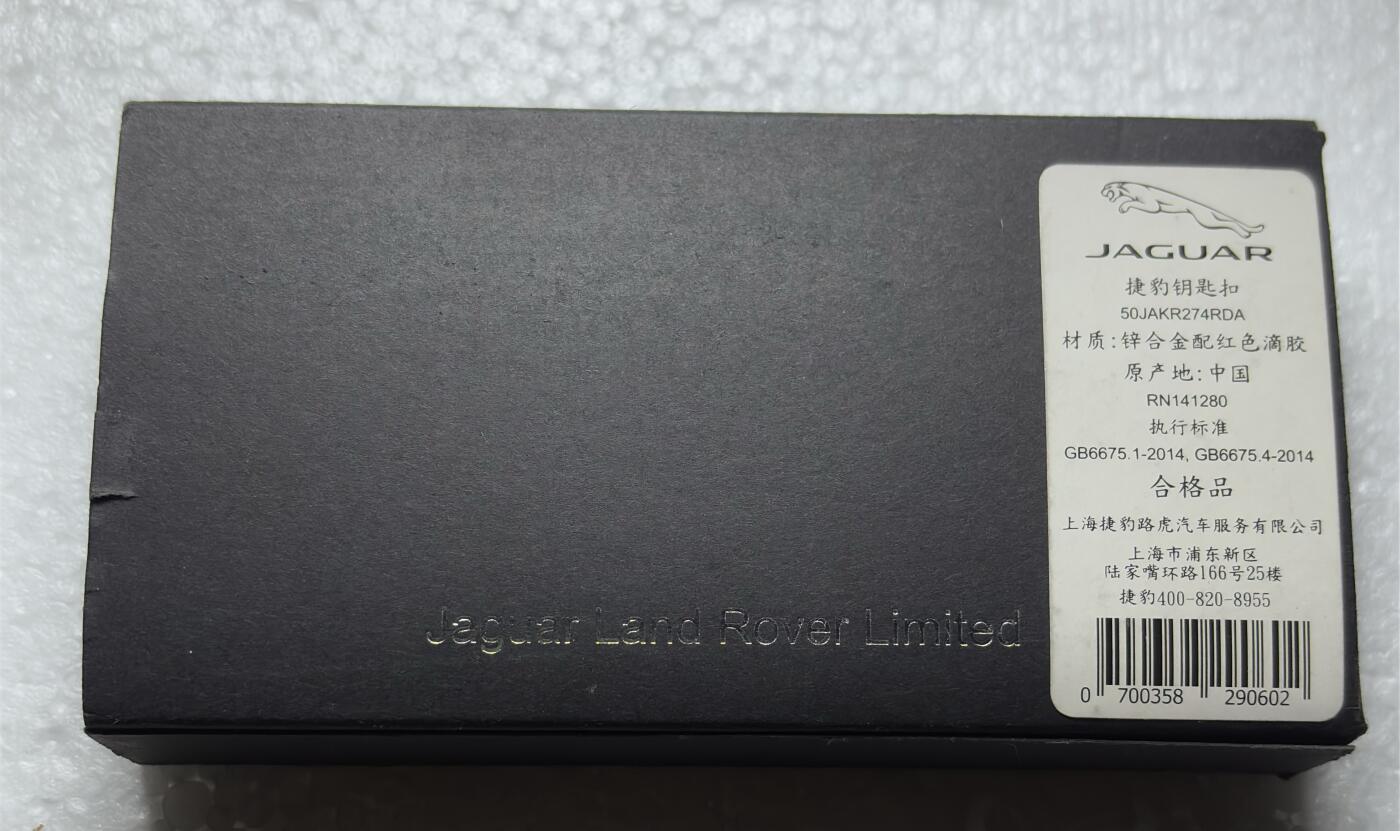 JAGUAR
捷豹钥匙扣
50JAKR274RDA
材质:锌合金配红色滴胶
原产地:中国
RN141280
执行标准
GB6675.1-2014, GB6675.4-2014
合格品
上海捷豹路虎汽车服务有限公司
上海市浦东新区
陆家嘴环路166号25楼
捷豹400-820-8955
0 700358 290602
Jaguar Land Rover Limited